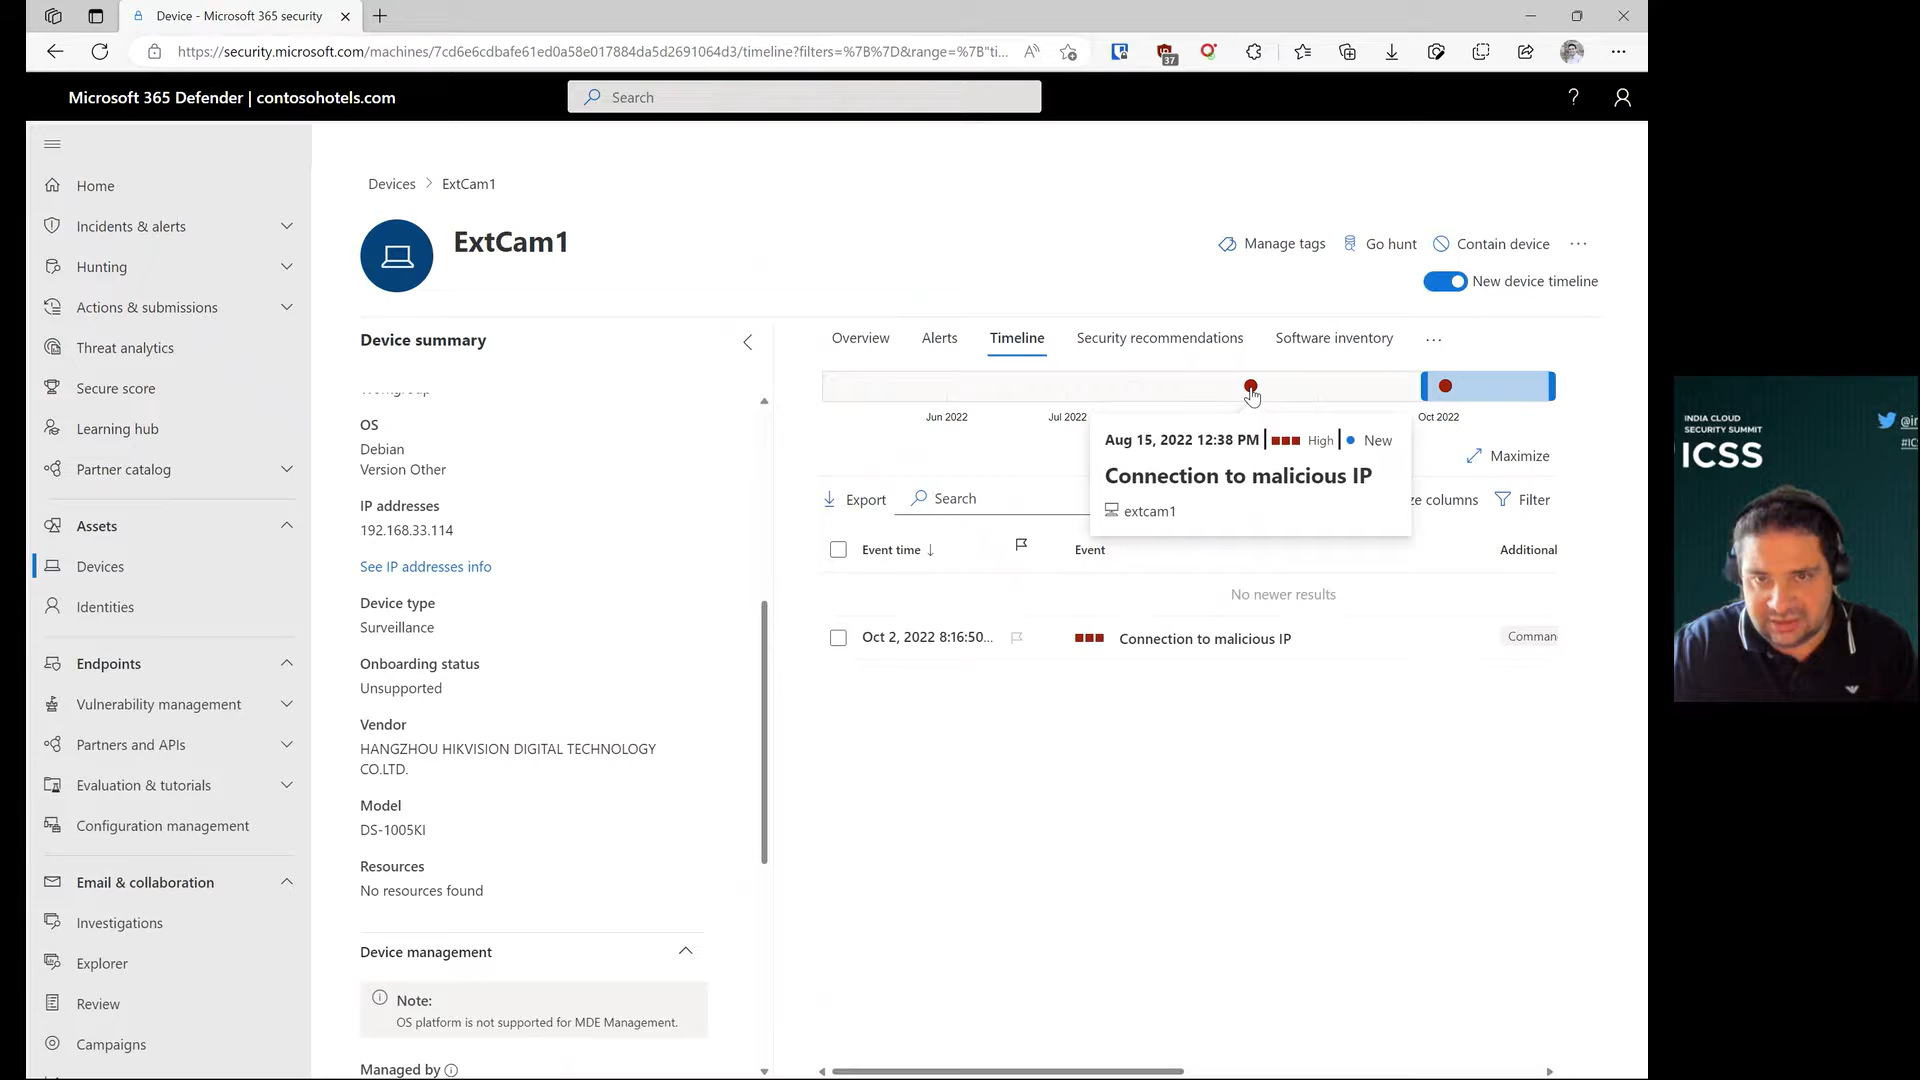 Device - Microsoft 365 security
https://security.microsoft.com/machines/7cd6e6cdbafe61ed0a58e017884da5d2691064d3/timeline?filters=%7B%7D&range=%7B"ti...
37
Microsoft 365 Defender | contosohotels.com
Search
Home
Incidents & alerts
Hunting
Actions & submissions
Threat analytics
Secure score
Learning hub
Partner catalog
Assets
Devices
Identities
Endpoints
Vulnerability management
Partners and APIs
Evaluation & tutorials
Configuration management
Email & collaboration
Investigations
Explorer
Review
Campaigns
Devices > ExtCam1
ExtCam1
Manage tags
Go hunt
Contain device
New device timeline
Device summary
Workgroup
OS
Debian
Version Other
IP addresses
192.168.33.114
See IP addresses info
Device type
Surveillance
Onboarding status
Unsupported
Vendor
HANGZHOU HIKVISION DIGITAL TECHNOLOGY
CO.LTD.
Model
DS-1005KI
Resources
No resources found
Device management
Note:
OS platform is not supported for MDE Management.
Managed by
Overview
Alerts
Timeline
Security recommendations
Software inventory
Jun 2022
Jul 2022
Oct 2022
Aug 15, 2022 12:38 PM
High
New
Connection to malicious IP
extcam1
Maximize
Export
Search
ze columns
Filter
Event time
Event
Additional
No newer results
Oct 2, 2022 8:16:50...
Connection to malicious IP
Comman
INDIA CLOUD
SECURITY SUMMIT
ICSS
@ir
#IC